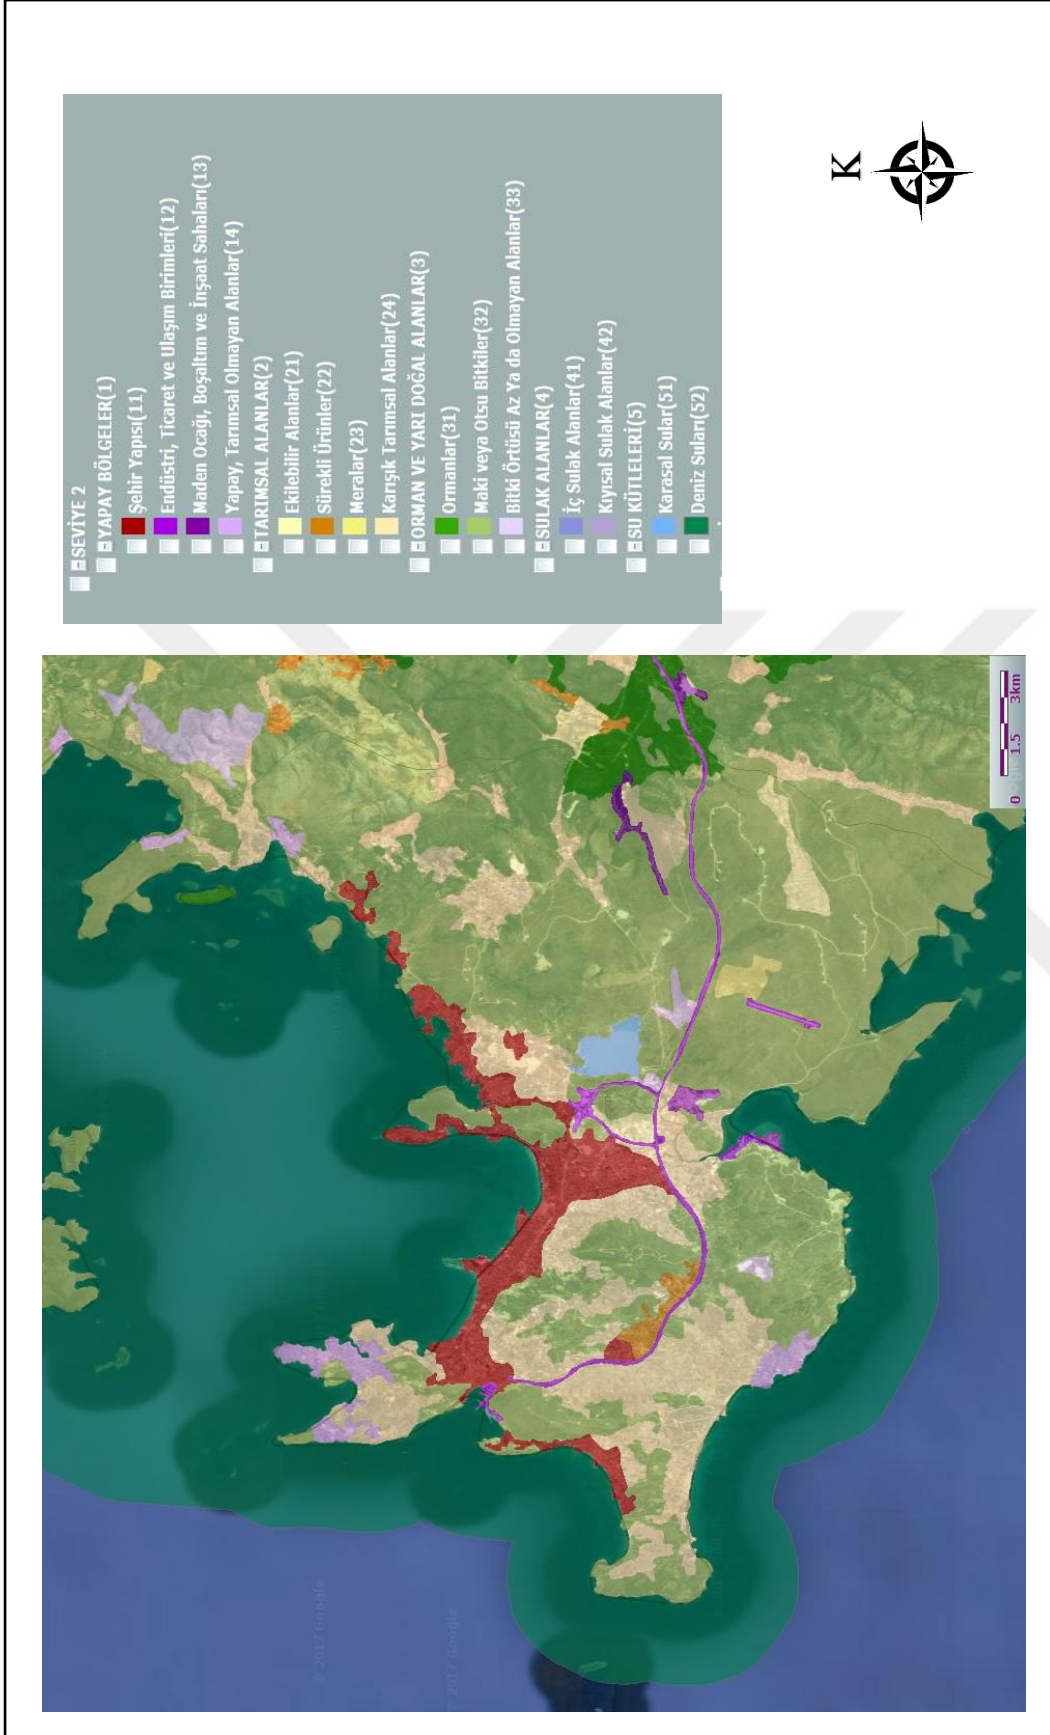 SEVİYE 2
YAPAY BÖLGELER(1)
Şehir Yapısı(11)
Endüstri, Ticaret ve Ulaşım Birimleri(12)
Maden Ocağı, Boşaltım ve İnşaat Sahaları(13)
Yapay, Tarımsal Olmayan Alanlar(14)
TARIMSAL ALANLAR(2)
Ekilebilir Alanlar(21)
Sürekli Ürünler(22)
Meralar(23)
Karışık Tarımsal Alanlar(24)
ORMAN VE YARI DOĞAL ALANLAR(3)
Ormanlar(31)
Maki veya Otsu Bitkiler(32)
Bitki Örtüsü Az Ya da Olmayan Alanlar(33)
SULAK ALANLAR(4)
İç Sulak Alanlar(41)
Kıyısal Sulak Alanlar(42)
SU KÜTLELERİ(5)
Karasal Sular(51)
Deniz Suları(52)
K
0 1.5 3km
© 2017 Google
2017 Google